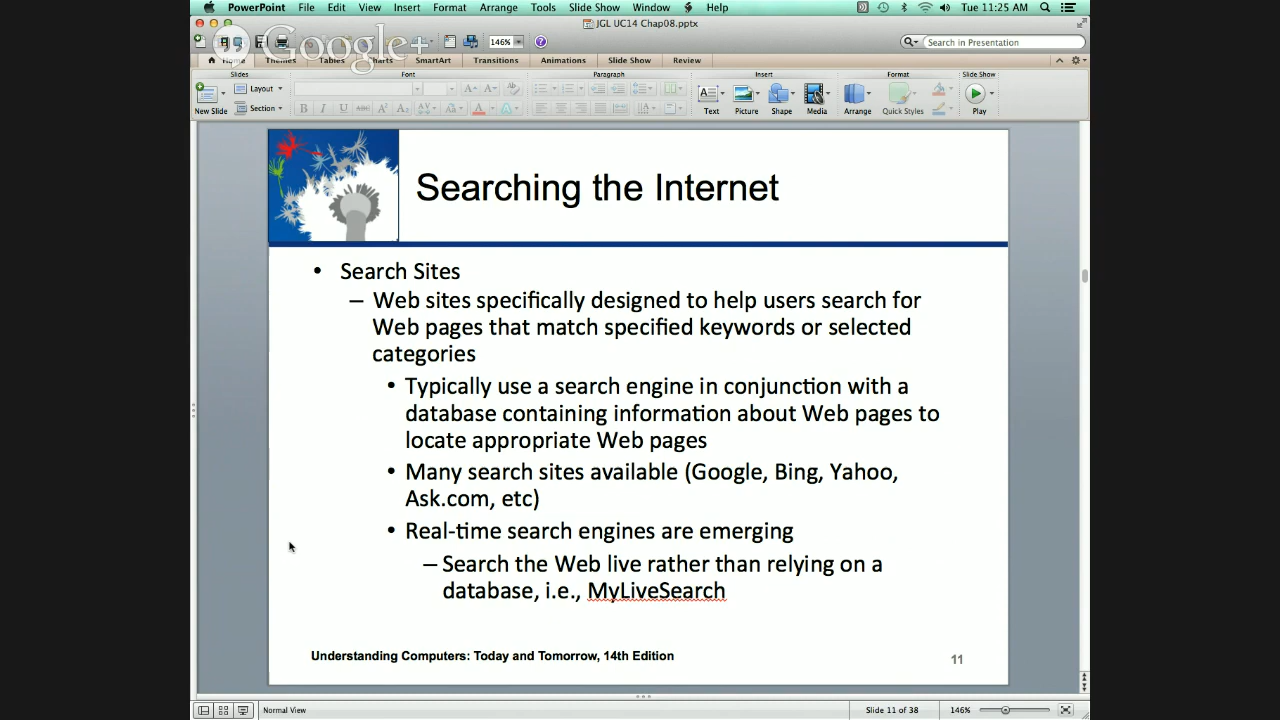 PowerPoint File Edit View Insert Format Arrange Tools Slide Show Window Help Tue 11:25 AM
JGL UC14 Chap08.pptx
Google+
146% Search in Presentation
Home Themes Tables Charts SmartArt Transitions Animations Slide Show Review
Slides Font Paragraph Insert Format Slide Show
Layout
Section
New Slide Text Picture Shape Media Arrange Quick Styles Play
Searching the Internet
• Search Sites
– Web sites specifically designed to help users search for
Web pages that match specified keywords or selected
categories
• Typically use a search engine in conjunction with a
database containing information about Web pages to
locate appropriate Web pages
• Many search sites available (Google, Bing, Yahoo,
Ask.com, etc)
• Real-time search engines are emerging
– Search the Web live rather than relying on a
database, i.e., MyLiveSearch
Understanding Computers: Today and Tomorrow, 14th Edition 11
Normal View Slide 11 of 38 146%